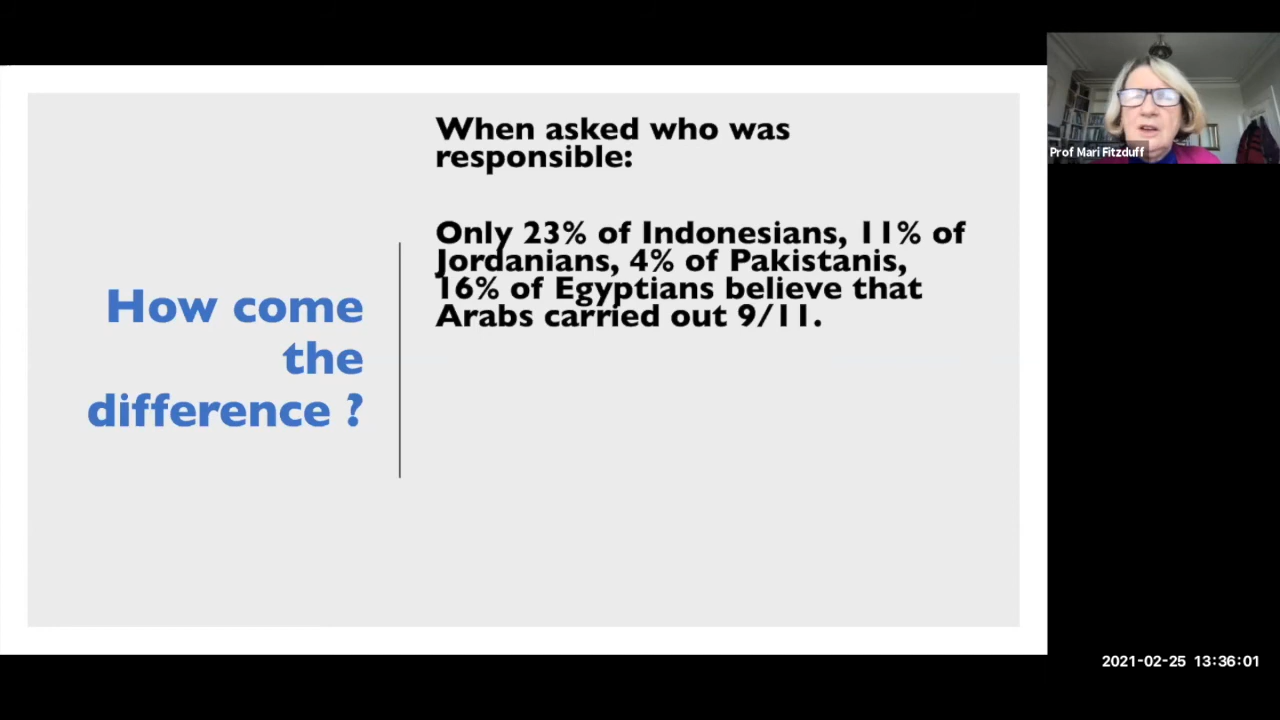 When asked who was
responsible:
Only 23% of Indonesians, 11% of
Jordanians, 4% of Pakistanis,
16% of Egyptians believe that
Arabs carried out 9/11.
How come
the
difference ?
Prof Mari Fitzduff
2021-02-25 13:36:01